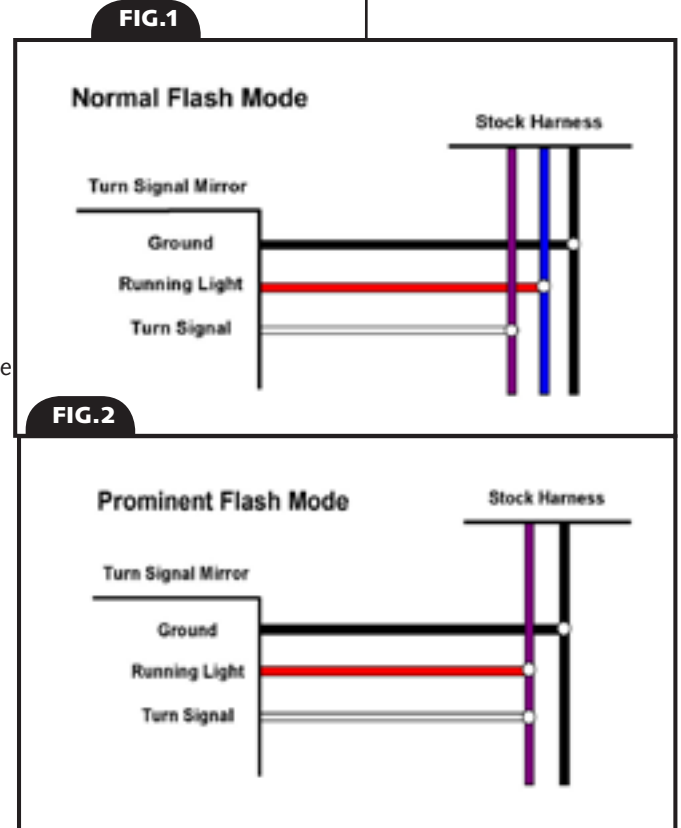 FIG.1
Normal Flash Mode
Stock Harness
Turn Signal Mirror
Ground
Running Light
Turn Signal
e
FIG.2
Prominent Flash Mode
Stock Harness
Turn Signal Mirror
Ground
Running Light
Turn Signal